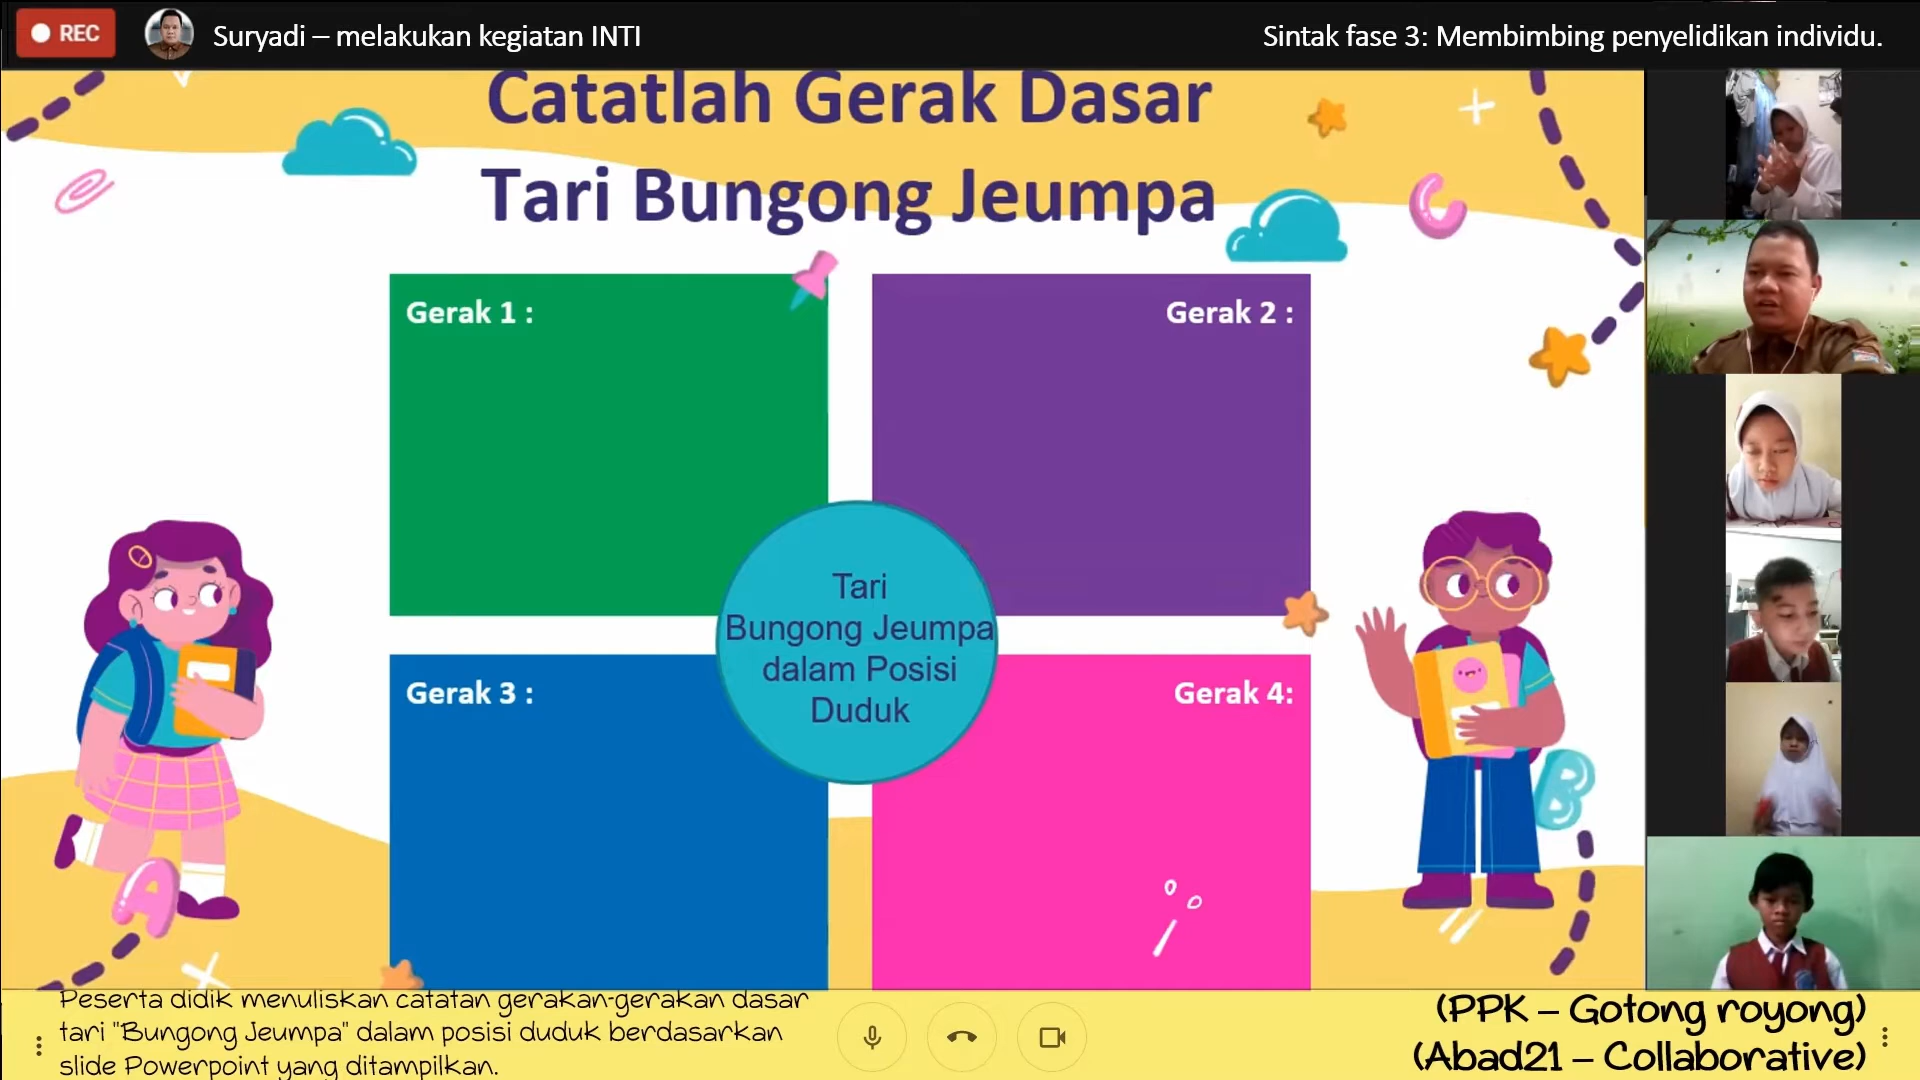 REC
Suryadi – melakukan kegiatan INTI
Sintak fase 3: Membimbing penyelidikan individu.
Catatlah Gerak Dasar
Tari Bungong Jeumpa
Gerak 1 :
Gerak 2 :
Tari
Bungong Jeumpa
dalam Posisi
Duduk
Gerak 3 :
Gerak 4:
C
B
A
Peserta didik menuliskan catatan gerakan-gerakan dasar
tari "Bungong Jeumpa" dalam posisi duduk berdasarkan
slide Powerpoint yang ditampilkan.
(PPK – Gotong royong)
(Abad21 – Collaborative)